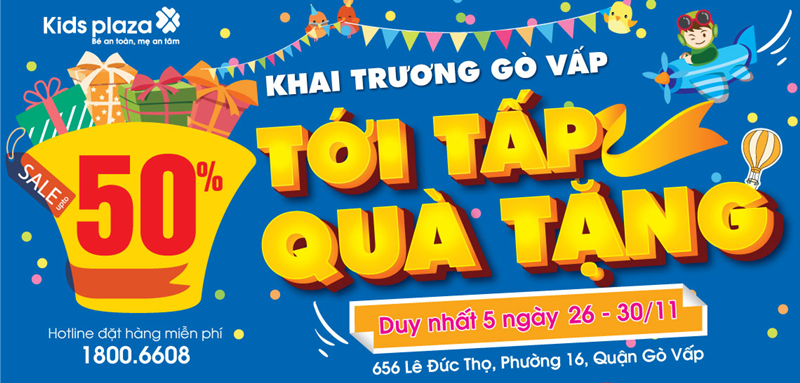 Kids plaza
Bé an toàn, mẹ an tâm
KHAI TRƯƠNG GÒ VẤP
TỚI TẤP
QUÀ TẶNG
SALE upto
50%
Duy nhất 5 ngày 26 - 30/11
Hotline đặt hàng miễn phí
1800.6608
656 Lê Đức Thọ, Phường 16, Quận Gò Vấp